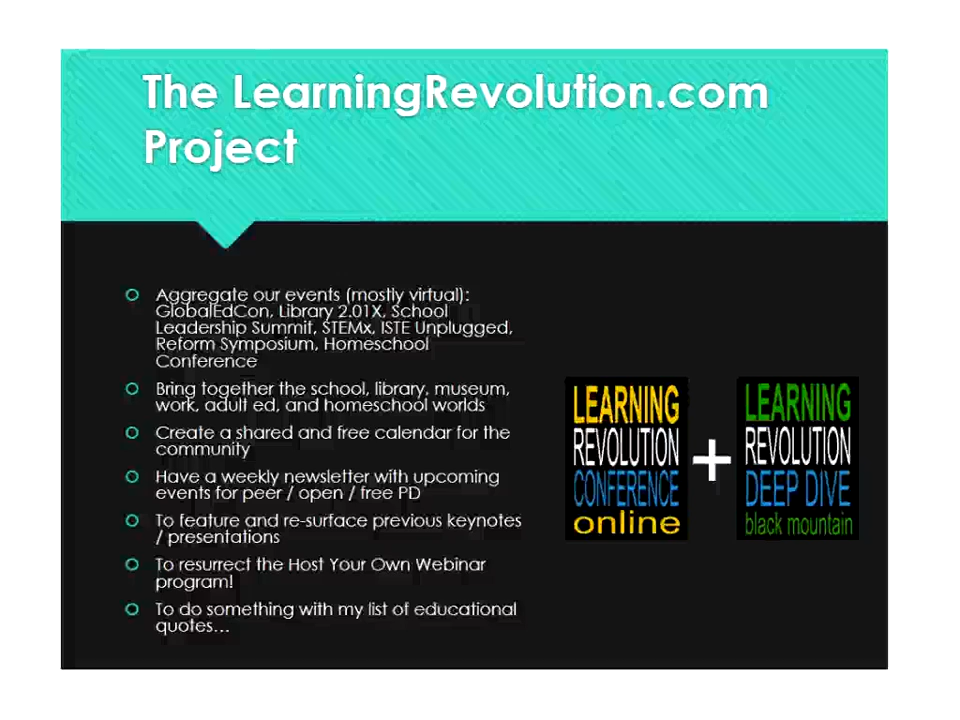 The LearningRevolution.com
Project
Aggregate our events (mostly virtual):
GlobalEdCon, Library 2.01X, School
Leadership Summit, STEMx, ISTE Unplugged,
Reform Symposium, Homeschool
Conference
Bring together the school, library, museum,
work, adult ed, and homeschool worlds
Create a shared and free calendar for the
community
Have a weekly newsletter with upcoming
events for peer / open / free PD
To feature and re-surface previous keynotes
/ presentations
To resurrect the Host Your Own Webinar
program!
To do something with my list of educational
quotes...
LEARNING
REVOLUTION
CONFERENCE
online
+
LEARNING
REVOLUTION
DEEP DIVE
black mountain